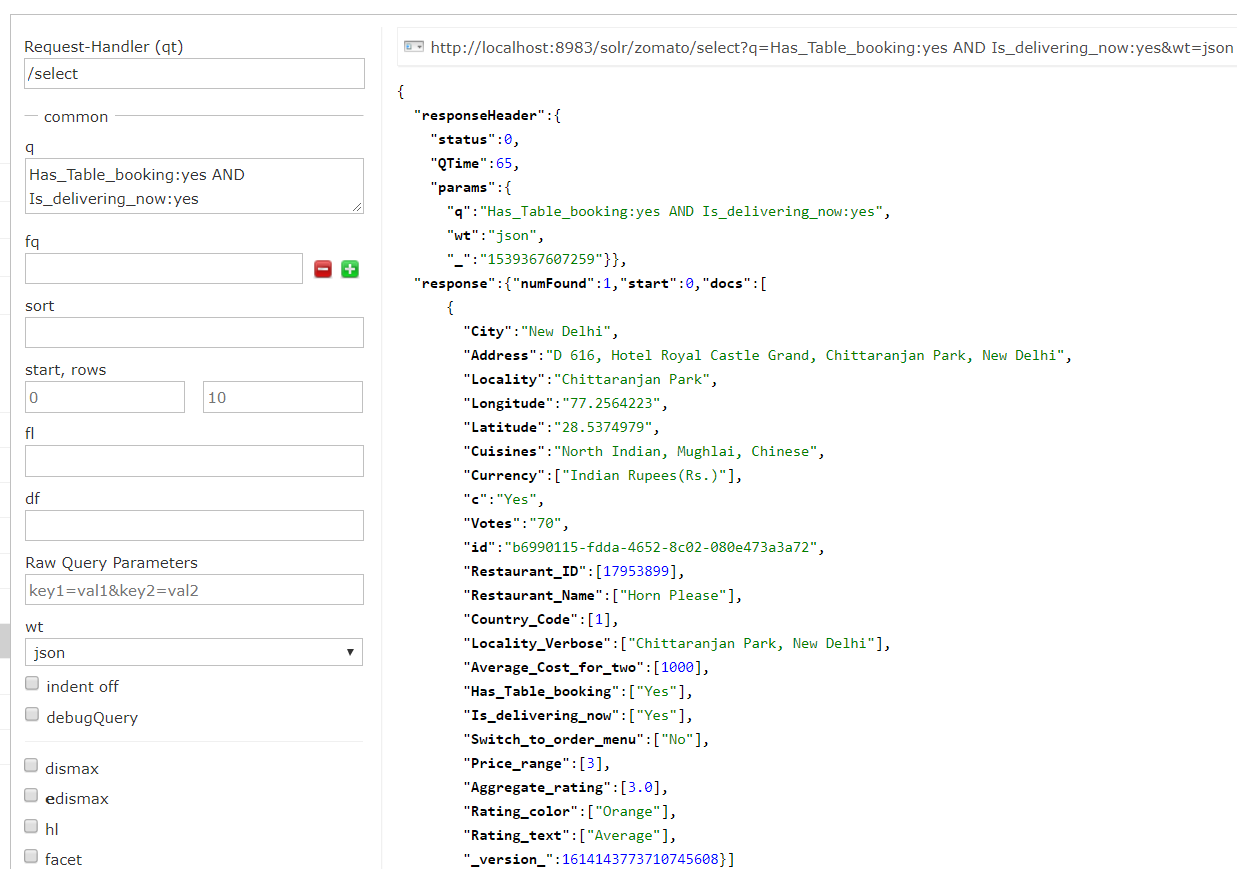 Request-Handler (qt)
/select
common
q
Has_Table_booking:yes AND
Is_delivering_now:yes
fq
sort
start, rows
0
10
fl
df
Raw Query Parameters
key1=val1&key2=val2
wt
json
indent off
debugQuery
dismax
edismax
hl
facet
http://localhost:8983/solr/zomato/select?q=Has_Table_booking:yes AND Is_delivering_now:yes&wt=json
{
"responseHeader":{
"status":0,
"QTime":65,
"params":{
"q":"Has_Table_booking:yes AND Is_delivering_now:yes",
"wt":"json",
"_":"1539367607259"}},
"response":{"numFound":1,"start":0,"docs":[
{
"City":"New Delhi",
"Address":"D 616, Hotel Royal Castle Grand, Chittaranjan Park, New Delhi",
"Locality":"Chittaranjan Park",
"Longitude":"77.2564223",
"Latitude":"28.5374979",
"Cuisines":"North Indian, Mughlai, Chinese",
"Currency":["Indian Rupees(Rs.)"],
"c":"Yes",
"Votes":"70",
"id":"b6990115-fdda-4652-8c02-080e473a3a72",
"Restaurant_ID":[17953899],
"Restaurant_Name":["Horn Please"],
"Country_Code":[1],
"Locality_Verbose":["Chittaranjan Park, New Delhi"],
"Average_Cost_for_two":[1000],
"Has_Table_booking":["Yes"],
"Is_delivering_now":["Yes"],
"Switch_to_order_menu":["No"],
"Price_range":[3],
"Aggregate_rating":[3.0],
"Rating_color":["Orange"],
"Rating_text":["Average"],
"_version_":1614143773710745608}]